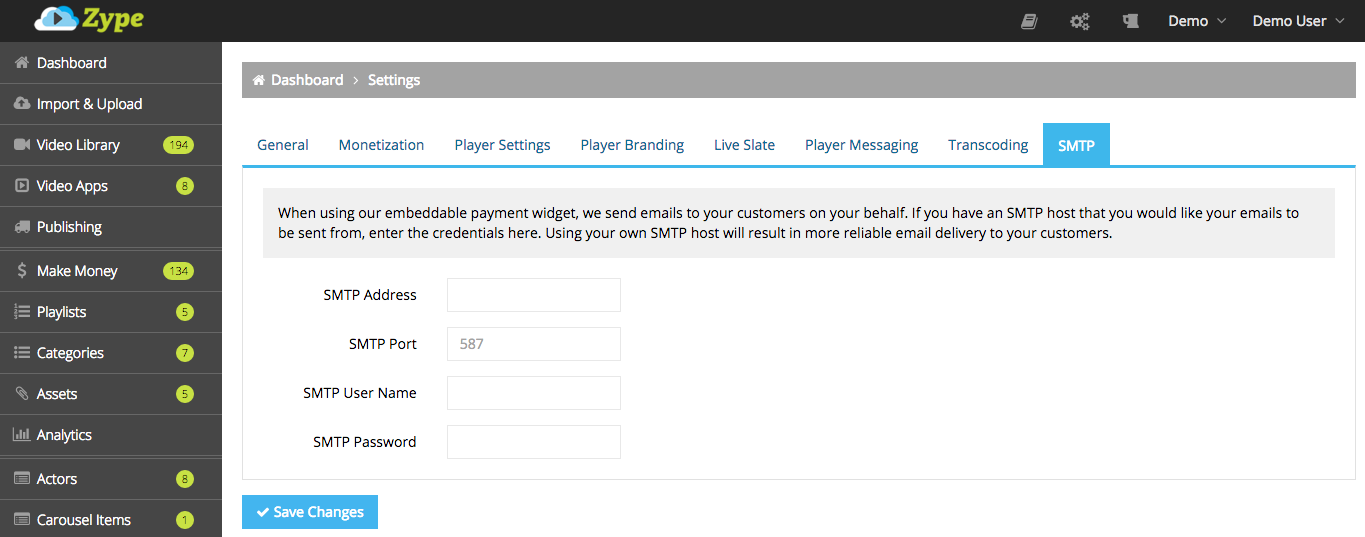 Zype
Demo
Demo User
Dashboard
Import & Upload
Video Library 194
Video Apps 8
Publishing
Make Money 134
Playlists 5
Categories 7
Assets 5
Analytics
Actors 8
Carousel Items 1
Dashboard > Settings
General Monetization Player Settings Player Branding Live Slate Player Messaging Transcoding SMTP
When using our embeddable payment widget, we send emails to your customers on your behalf. If you have an SMTP host that you would like your emails to
be sent from, enter the credentials here. Using your own SMTP host will result in more reliable email delivery to your customers.
SMTP Address
SMTP Port 587
SMTP User Name
SMTP Password
Save Changes